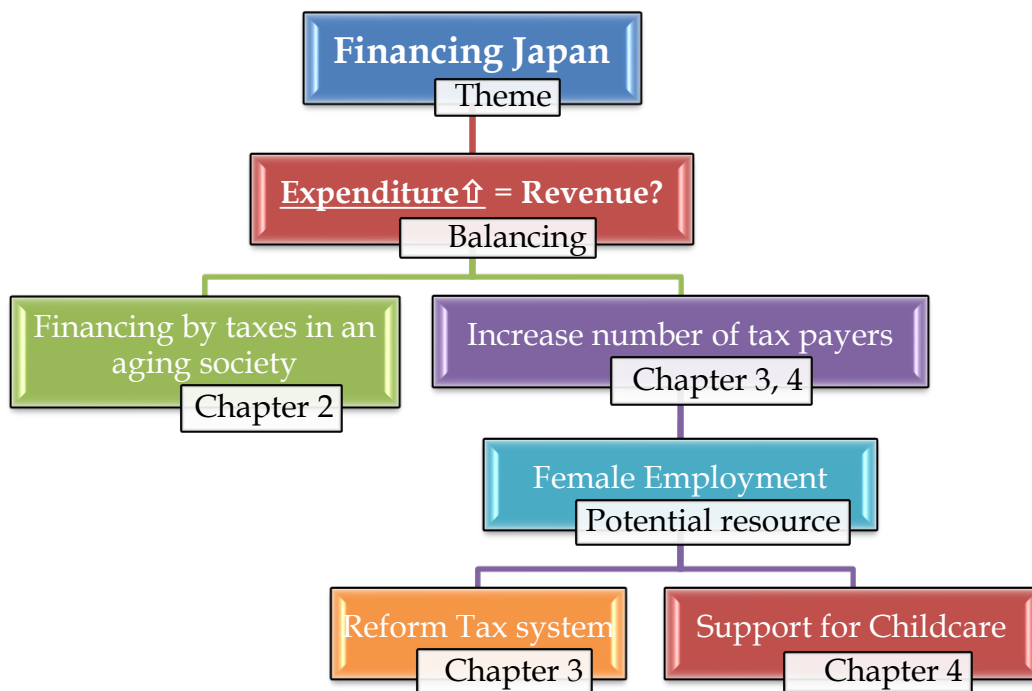 Financing Japan
Theme
Expenditure⇧ = Revenue?
Balancing
Financing by taxes in an
aging society
Chapter 2
Increase number of tax payers
Chapter 3, 4
Female Employment
Potential resource
Reform Tax system
Chapter 3
Support for Childcare
Chapter 4